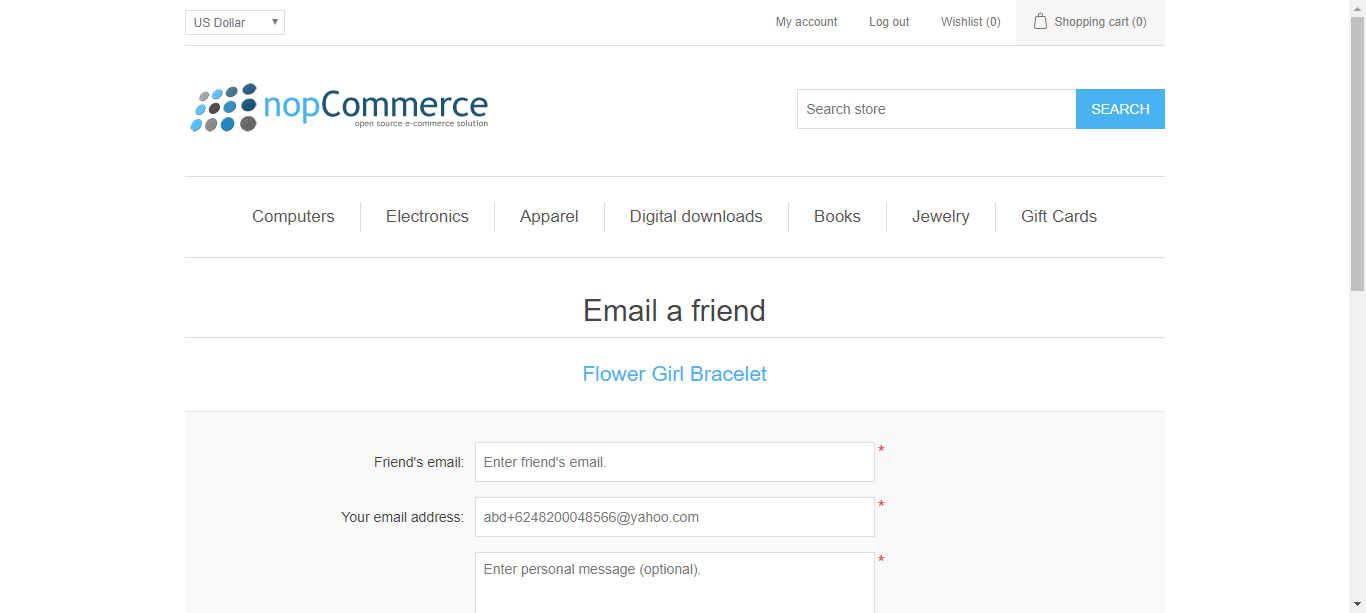 US Dollar
My account
Log out
Wishlist (0)
Shopping cart (0)
nopCommerce
open source e-commerce solution
Search store
SEARCH
Computers
Electronics
Apparel
Digital downloads
Books
Jewelry
Gift Cards
Email a friend
Flower Girl Bracelet
Friend's email:
Enter friend's email.
*
Your email address:
abd+6248200048566@yahoo.com
*
Enter personal message (optional).
*